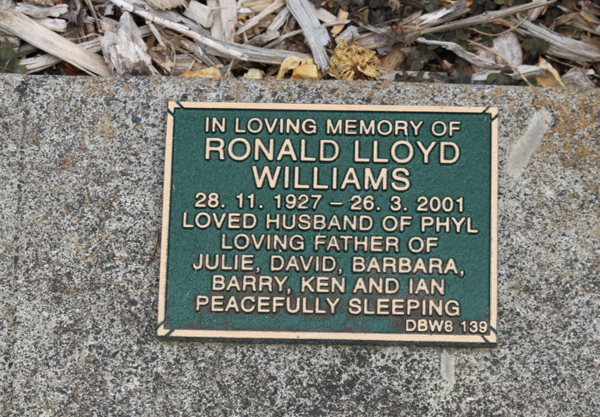 IN LOVING MEMORY OF
RONALD LLOYD
WILLIAMS
28. 11. 1927 - 26. 3. 2001
LOVED HUSBAND OF PHYL
LOVING FATHER OF
JULIE, DAVID, BARBARA,
BARRY, KEN AND IAN
PEACEFULLY SLEEPING
DBW8 139